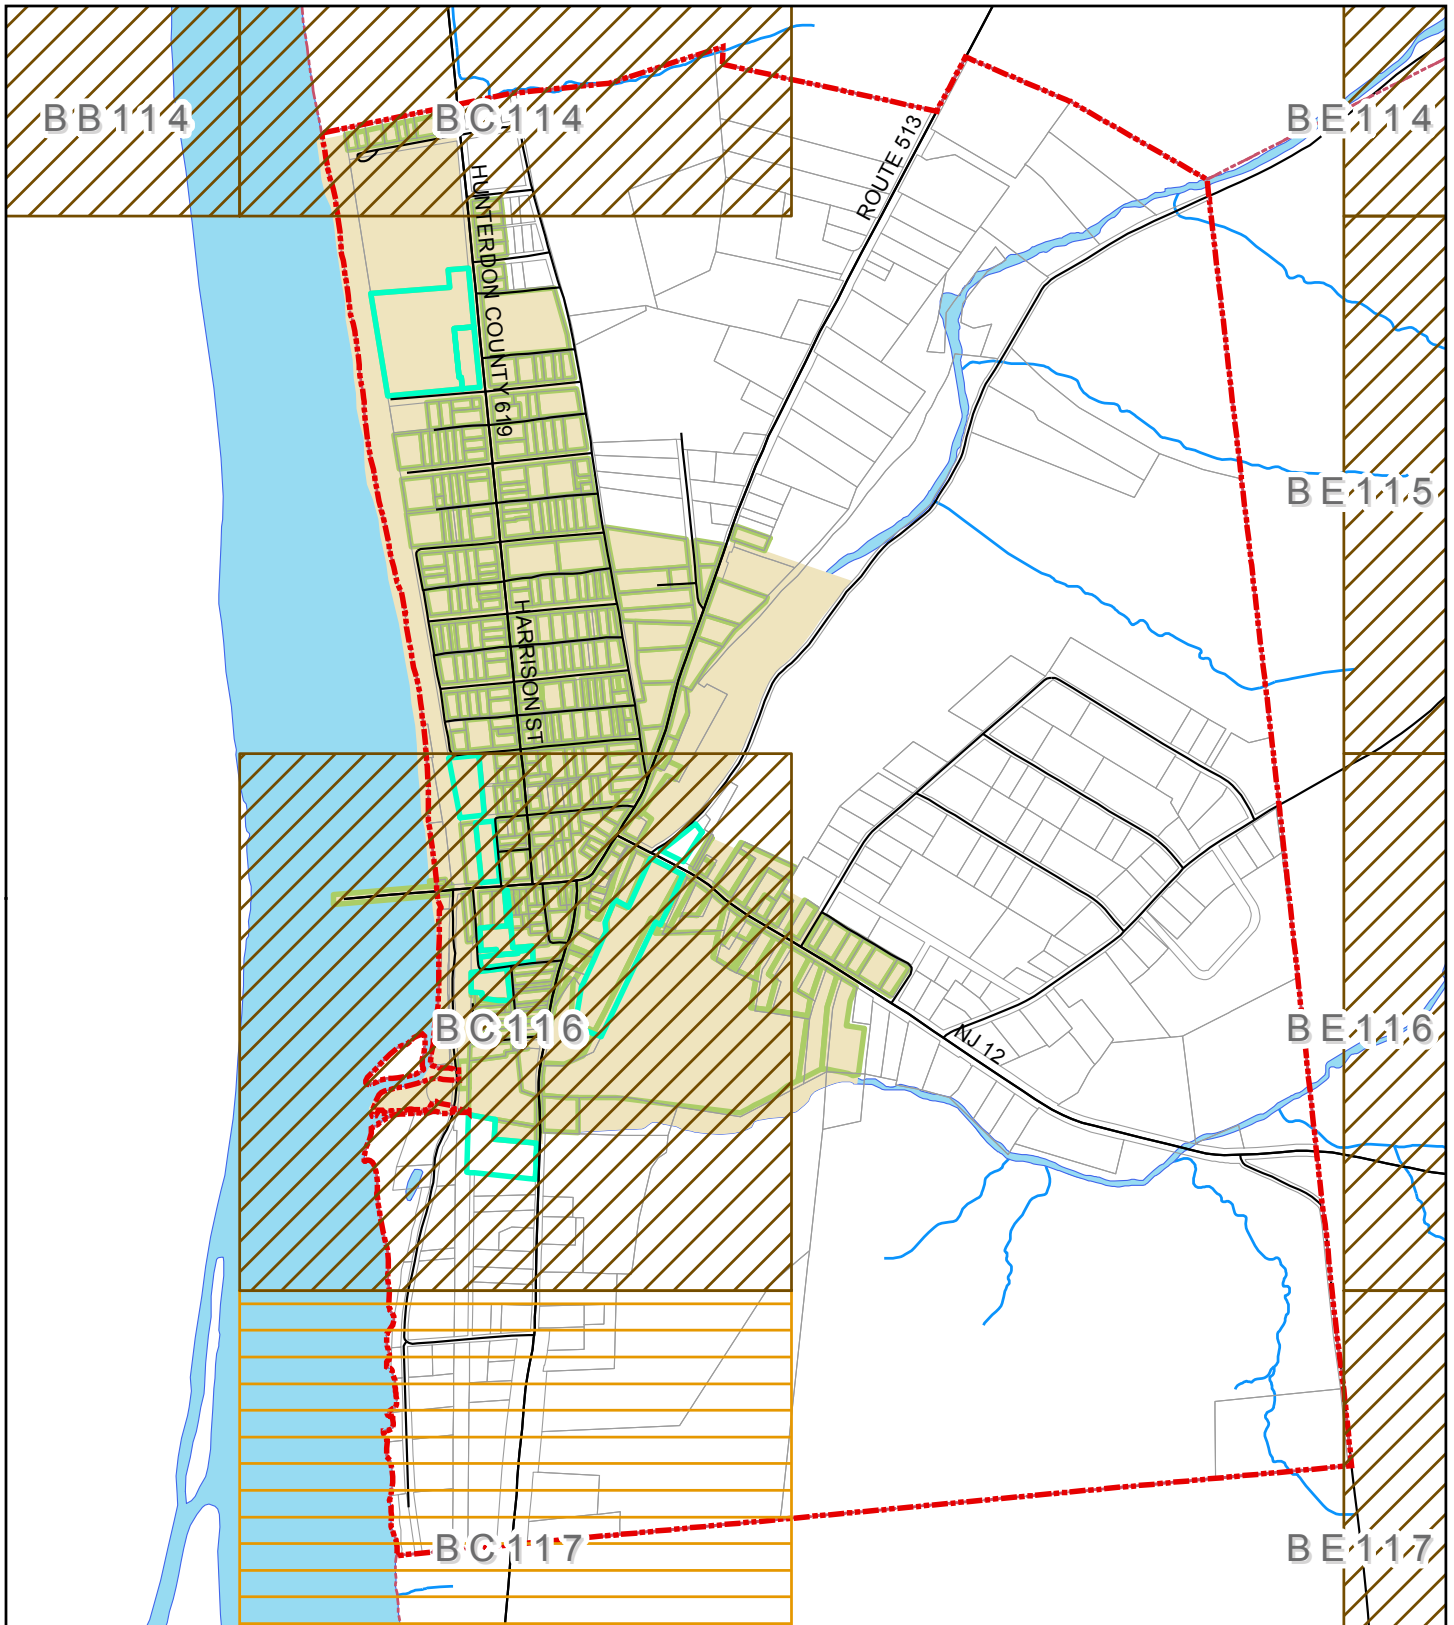 BB114
BC114
BE114
ROUTE 513
HUNTERDON COUNTY 619
BE115
HARRISON ST
BC116
BE116
NJ 12
BC117
BE117